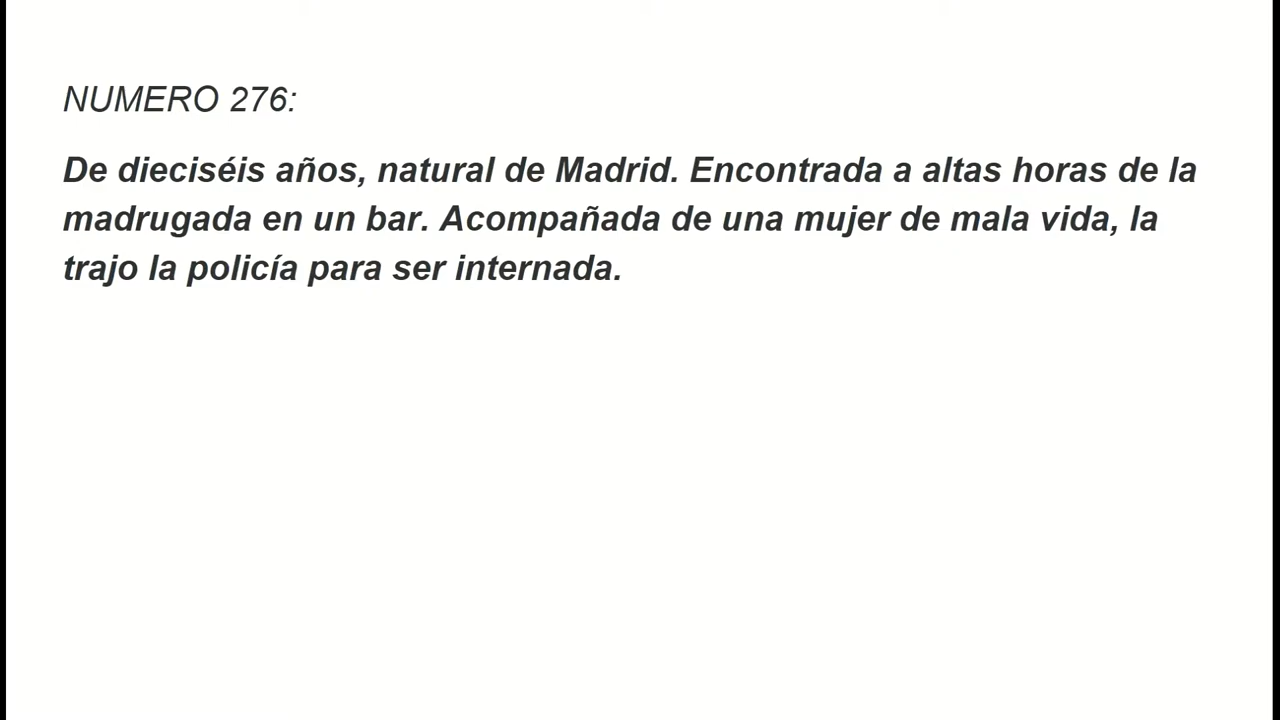 NUMERO 276:
De dieciséis años, natural de Madrid. Encontrada a altas horas de la
madrugada en un bar. Acompañada de una mujer de mala vida, la
trajo la policía para ser internada.